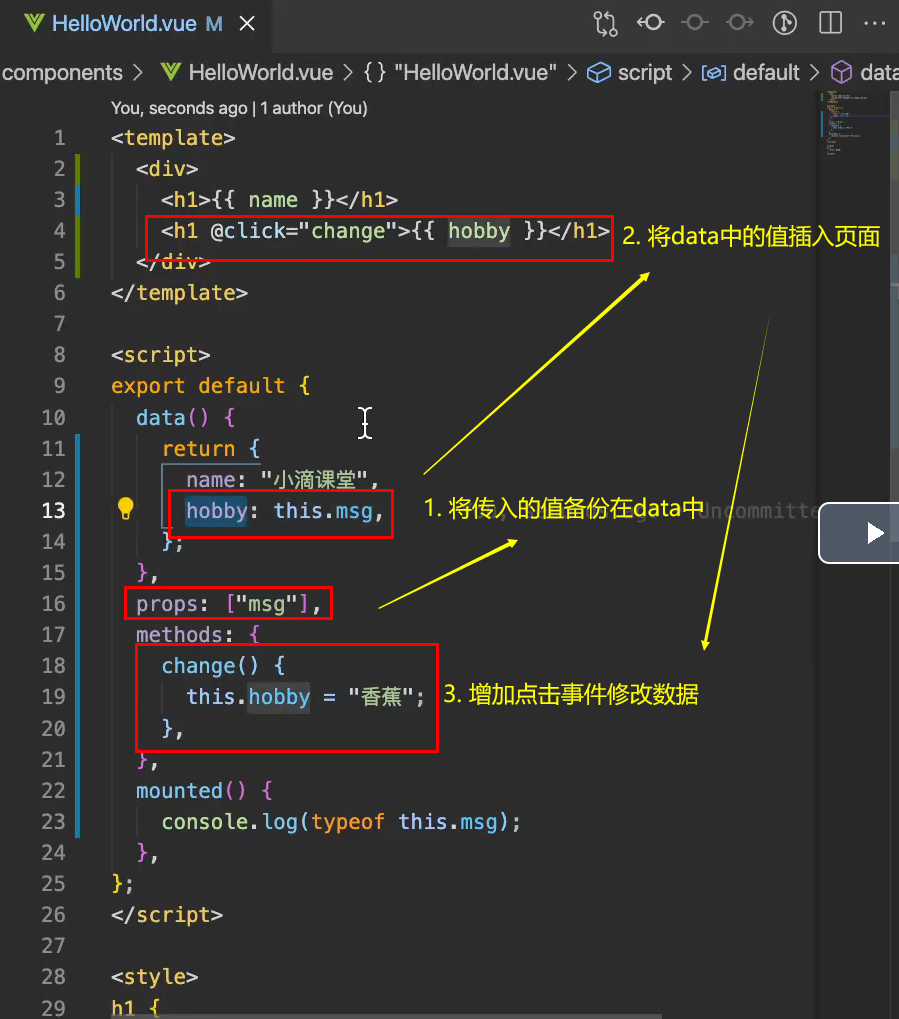 HelloWorld.vue M
components > HelloWorld.vue > {} "HelloWorld.vue" > script > default > data
You, seconds ago | 1 author (You)
1 <template>
2 <div>
3 <h1>{{ name }}</h1>
4 <h1 @click="change">{{ hobby }}</h1> 2. 将data中的值插入页面
5 </div>
6 </template>
7
8 <script>
9 export default {
10 data() {
11 return {
12 name: "小滴课堂",
13 hobby: this.msg, 1. 将传入的值备份在data中 Uncommitte
14 };
15 },
16 props: ["msg"],
17 methods: {
18 change() {
19 this.hobby = "香蕉"; 3. 增加点击事件修改数据
20 },
21 },
22 mounted() {
23 console.log(typeof this.msg);
24 },
25 };
26 </script>
27
28 <style>
29 h1 {